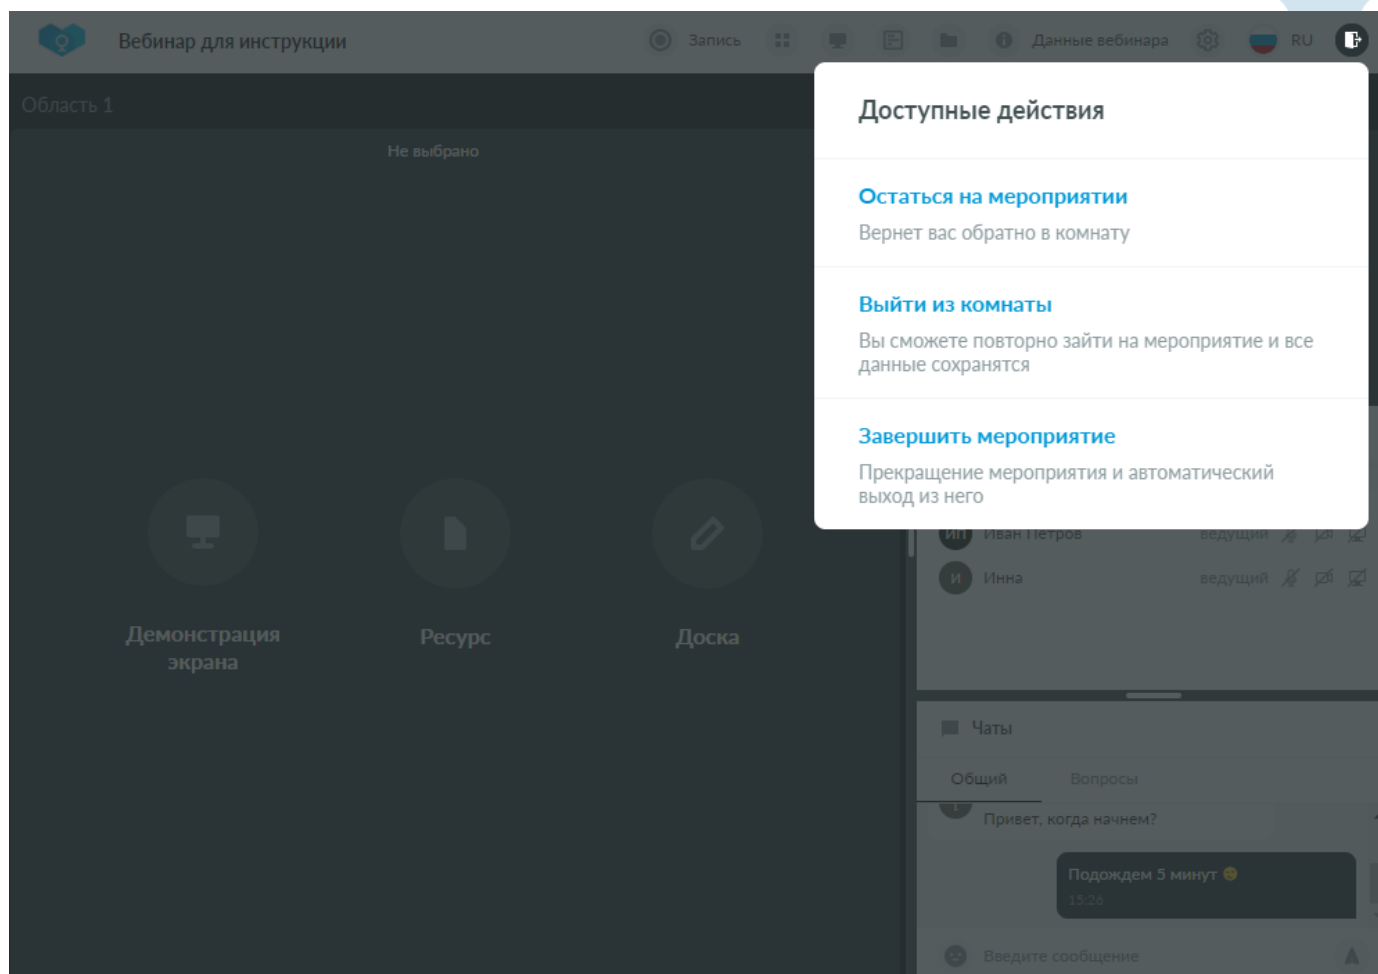 Вебинар для инструкции
Запись
Данные вебинара
RU
Область 1
Не выбрано
Доступные действия
Остаться на мероприятии
Вернет вас обратно в комнату
Выйти из комнаты
Вы сможете повторно зайти на мероприятие и все
данные сохранятся
Завершить мероприятие
Прекращение мероприятия и автоматический
выход из него
Демонстрация
экрана
Ресурс
Доска
ИП Иван Петров ведущий
И Инна ведущий
Чаты
Общий Вопросы
Привет, когда начнем?
Подождем 5 минут
15:26
Введите сообщение